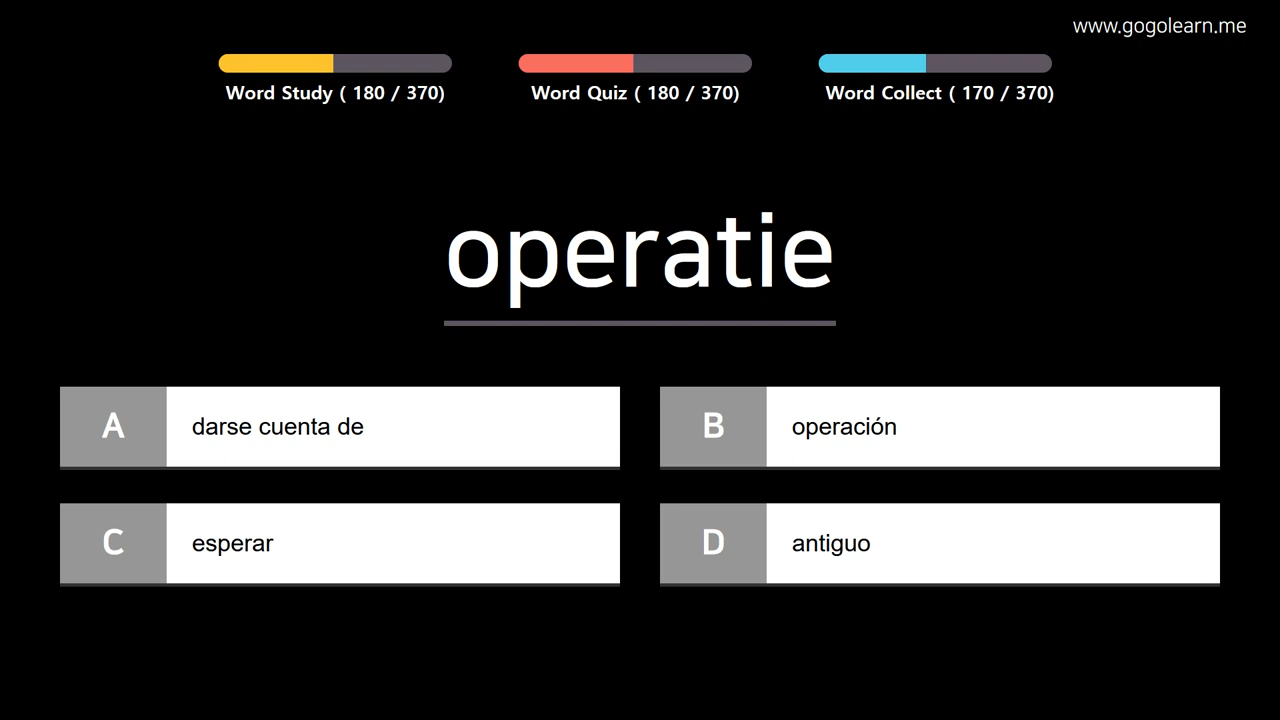 www.gogolearn.me
Word Study ( 180 / 370)
Word Quiz ( 180 / 370)
Word Collect ( 170 / 370)
operatie
A
darse cuenta de
B
operación
C
esperar
D
antiguo